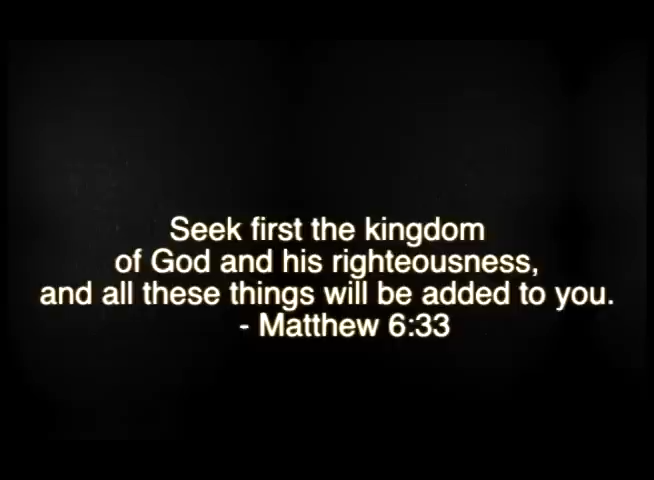 Seek first the kingdom
of God and his righteousness,
and all these things will be added to you.
- Matthew 6:33